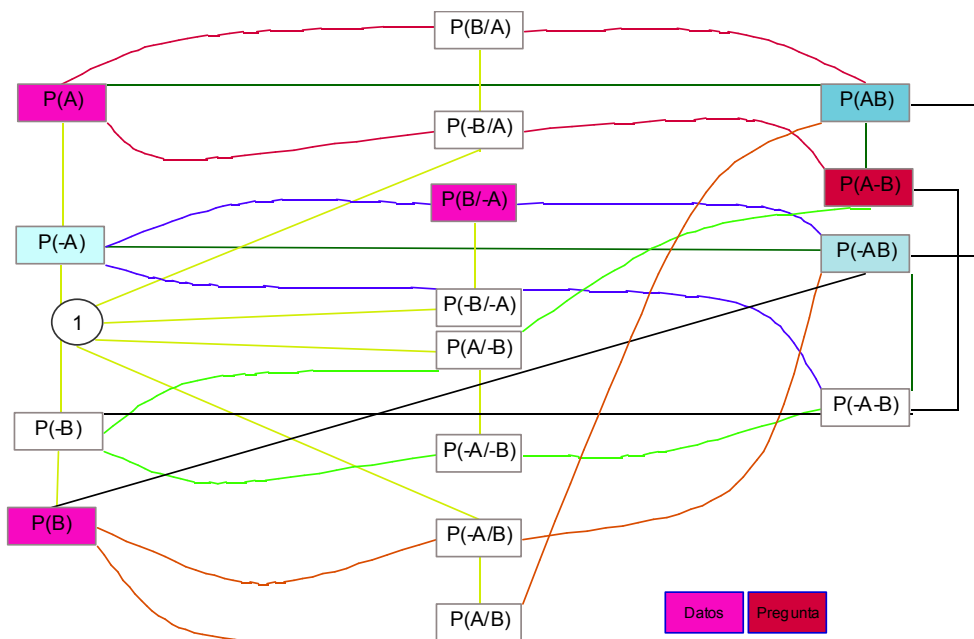 P(B/A)
P(A)
P(AB)
P(-B/A)
P(A-B)
P(B/-A)
P(-A)
P(-AB)
P(-B/-A)
1
P(A/-B)
P(-A-B)
P(-B)
P(-A/-B)
P(B)
P(-A/B)
P(A/B)
Datos
Pregunta